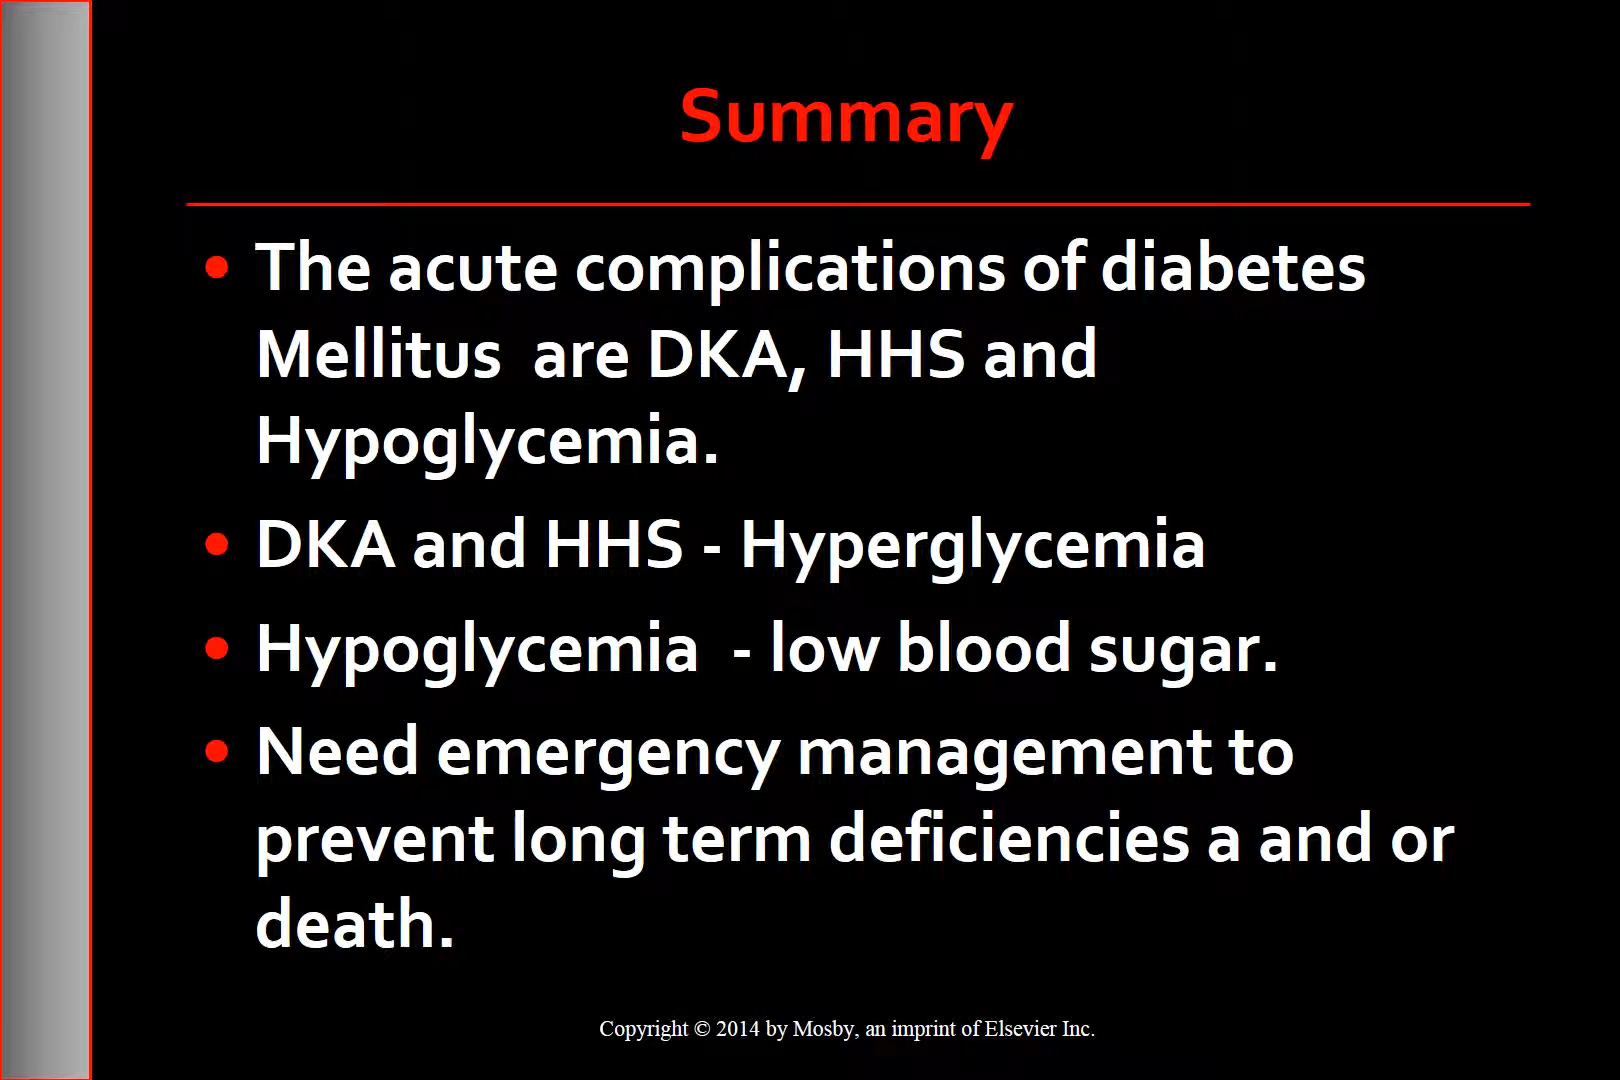 Summary
• The acute complications of diabetes
Mellitus  are DKA, HHS and
Hypoglycemia.
• DKA and HHS - Hyperglycemia
• Hypoglycemia  - low blood sugar.
• Need emergency management to
prevent long term deficiencies a and or
death.
Copyright © 2014 by Mosby, an imprint of Elsevier Inc.